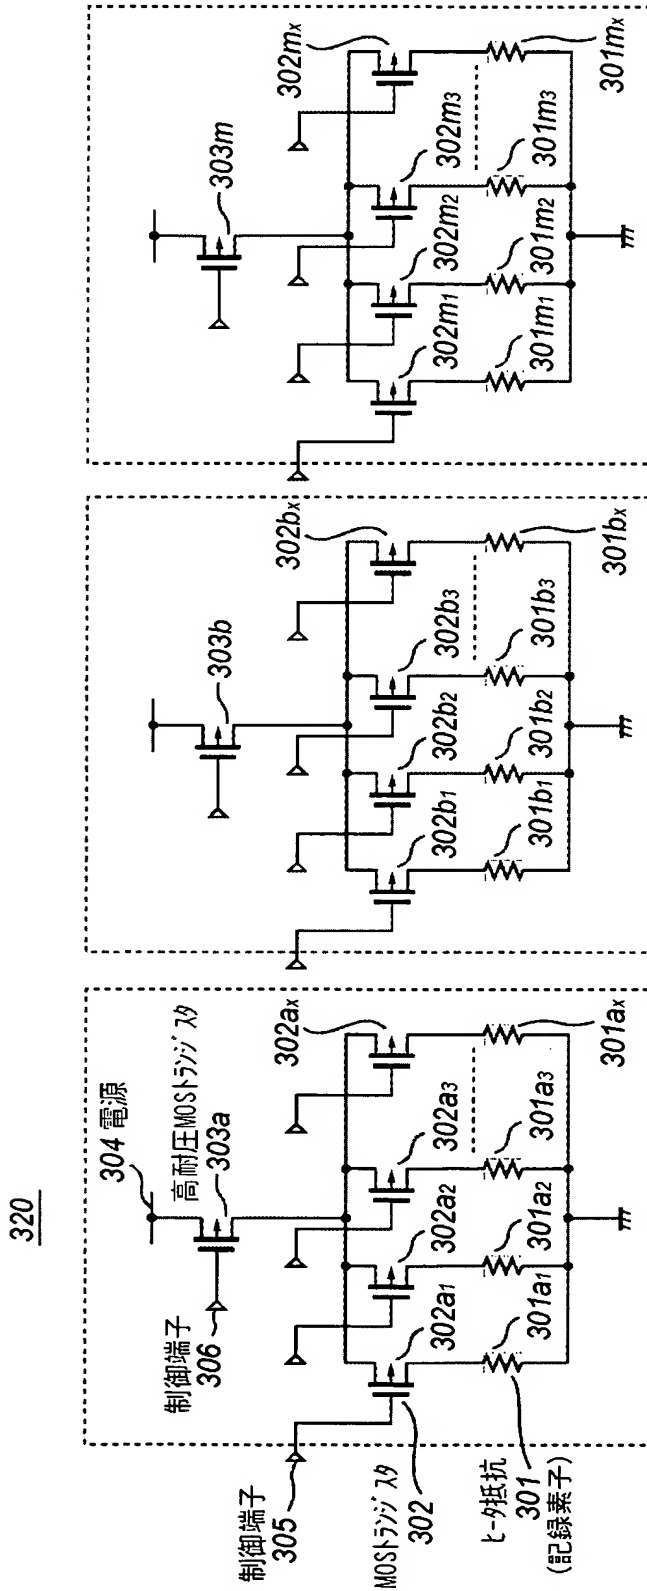 320
304 電源
高耐圧MOSトランジスタ
303a
制御端子
306
制御端子
305
MOSトランジスタ
302
302a1
302a2
302a3
302ax
ヒータ抵抗
301
(記録素子)
301a1
301a2
301a3
301ax
303b
302b1
302b2
302b3
302bx
301b1
301b2
301b3
301bx
303m
302m1
302m2
302m3
302mx
301m1
301m2
301m3
301mx